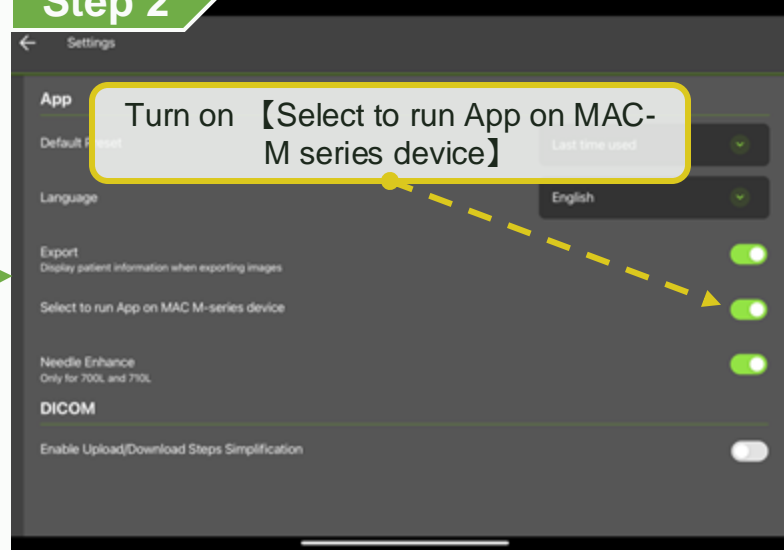 Step 2
Settings
App
Turn on 【Select to run App on MAC-
M series device】
Default Preset
Last time used
Language
English
Export
Display patient information when exporting images
Select to run App on MAC M-series device
Needle Enhance
Only for 700L and 710L
DICOM
Enable Upload/Download Steps Simplification